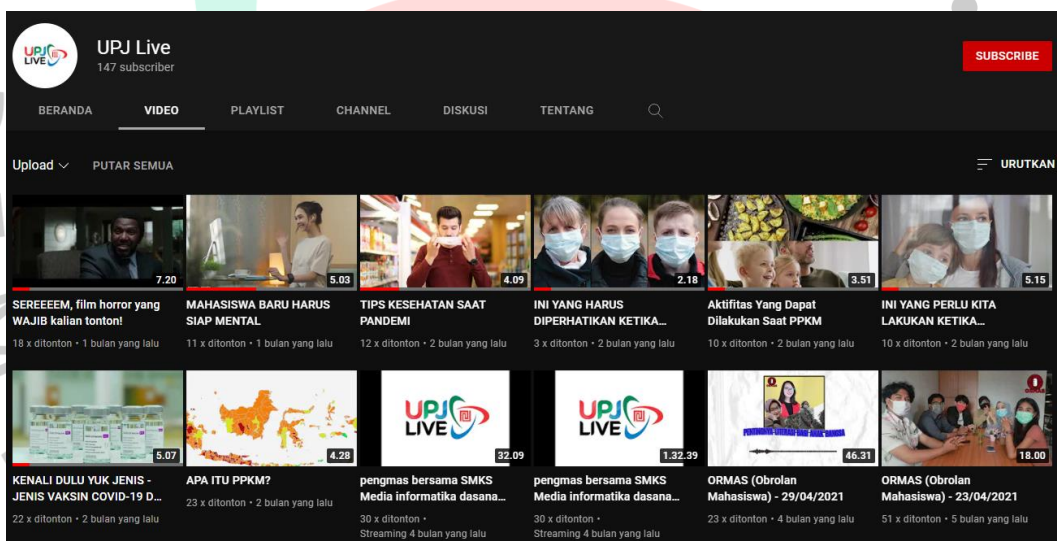 UPJ LIVE
UPJ Live
147 subscriber
SUBSCRIBE
BERANDA VIDEO PLAYLIST CHANNEL DISKUSI TENTANG
Upload PUTAR SEMUA URUTKAN
7.20 5.03 4.09 2.18 3.51 5.15
SEREEEEM, film horror yang
WAJIB kalian tonton!
18 x ditonton • 1 bulan yang lalu
MAHASISWA BARU HARUS
SIAP MENTAL
11 x ditonton • 1 bulan yang lalu
TIPS KESEHATAN SAAT
PANDEMI
12 x ditonton • 2 bulan yang lalu
INI YANG HARUS
DIPERHATIKAN KETIKA...
3 x ditonton • 2 bulan yang lalu
Aktifitas Yang Dapat
Dilakukan Saat PPKM
10 x ditonton • 2 bulan yang lalu
INI YANG PERLU KITA
LAKUKAN KETIKA...
10 x ditonton • 2 bulan yang lalu
5.07 4.28
UPJ
LIVE
32.09
UPJ
LIVE
1.32.39
PENTINGNYA LITERASI BAGI ANAK BANGSA
46.31 18.00
KENALI DULU YUK JENIS -
JENIS VAKSIN COVID-19 D...
22 x ditonton • 2 bulan yang lalu
APA ITU PPKM?
23 x ditonton • 2 bulan yang lalu
pengmas bersama SMKS
Media informatika dasana...
30 x ditonton •
Streaming 4 bulan yang lalu
pengmas bersama SMKS
Media informatika dasana...
30 x ditonton •
Streaming 4 bulan yang lalu
ORMAS (Obrolan
Mahasiswa) - 29/04/2021
23 x ditonton • 4 bulan yang lalu
ORMAS (Obrolan
Mahasiswa) - 23/04/2021
51 x ditonton • 5 bulan yang lalu